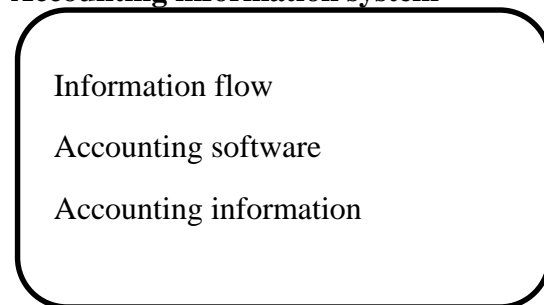 Accounting information system
Information flow
Accounting software
Accounting information